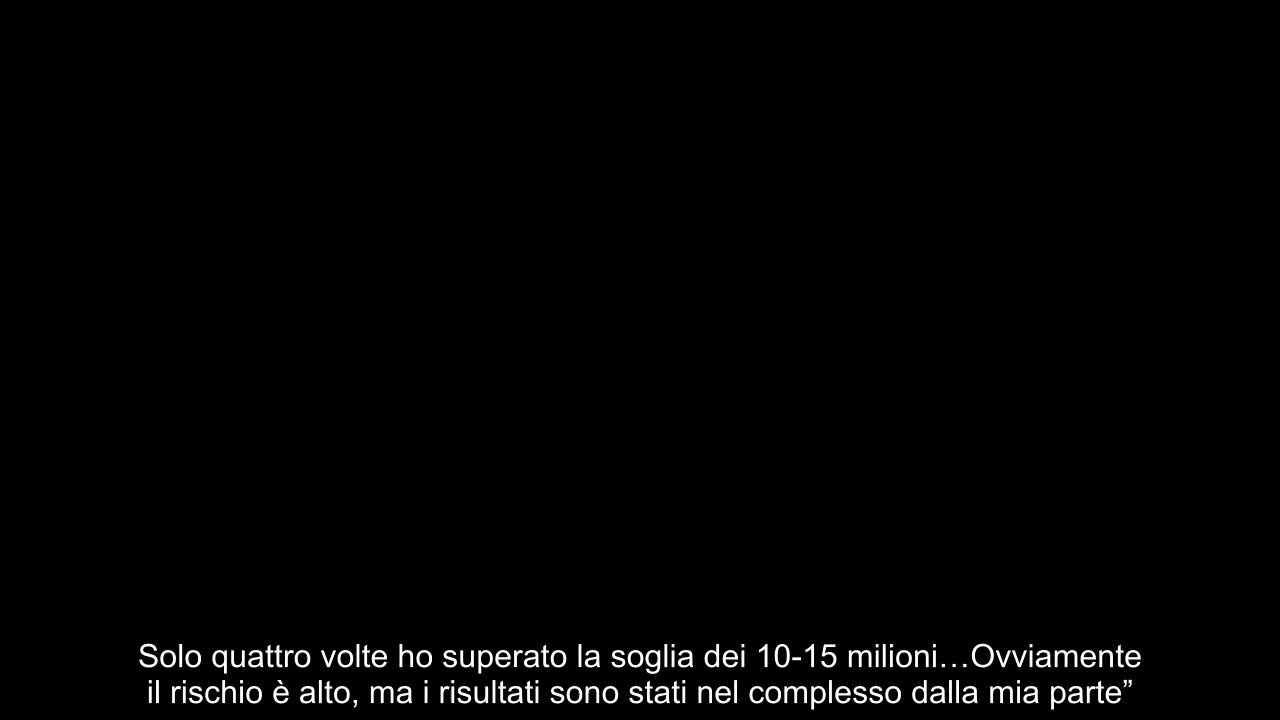 Solo quattro volte ho superato la soglia dei 10-15 milioni…Ovviamente
il rischio è alto, ma i risultati sono stati nel complesso dalla mia parte”